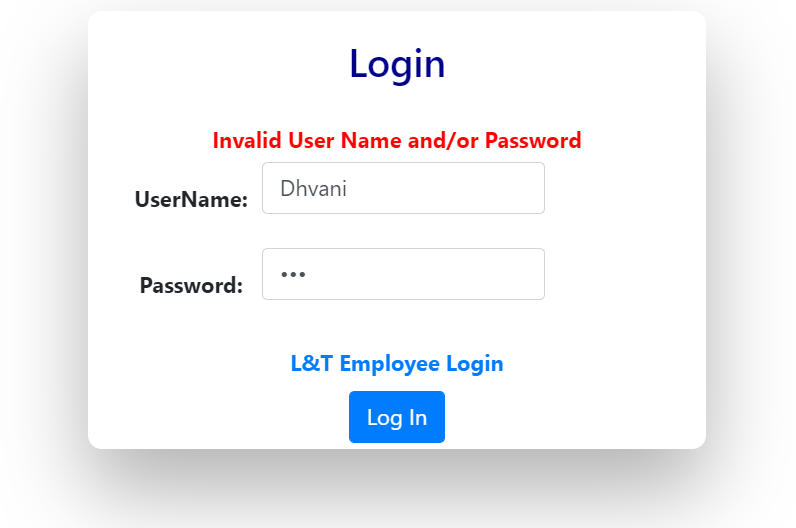 Login
Invalid User Name and/or Password
UserName: Dhvani
Password: •••
L&T Employee Login
Log In